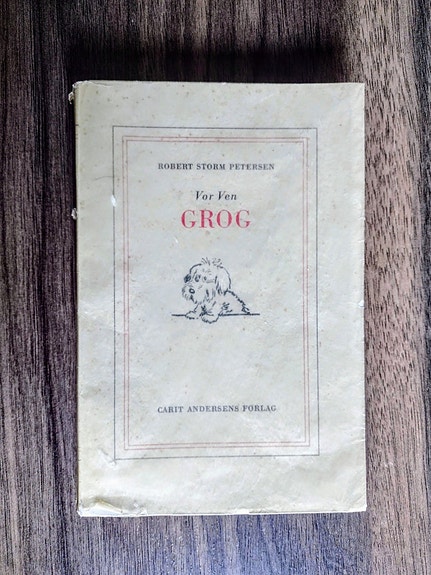 ROBERT STORM PETERSEN
Vor Ven
GROG
CARIT ANDERSENS FORLAG